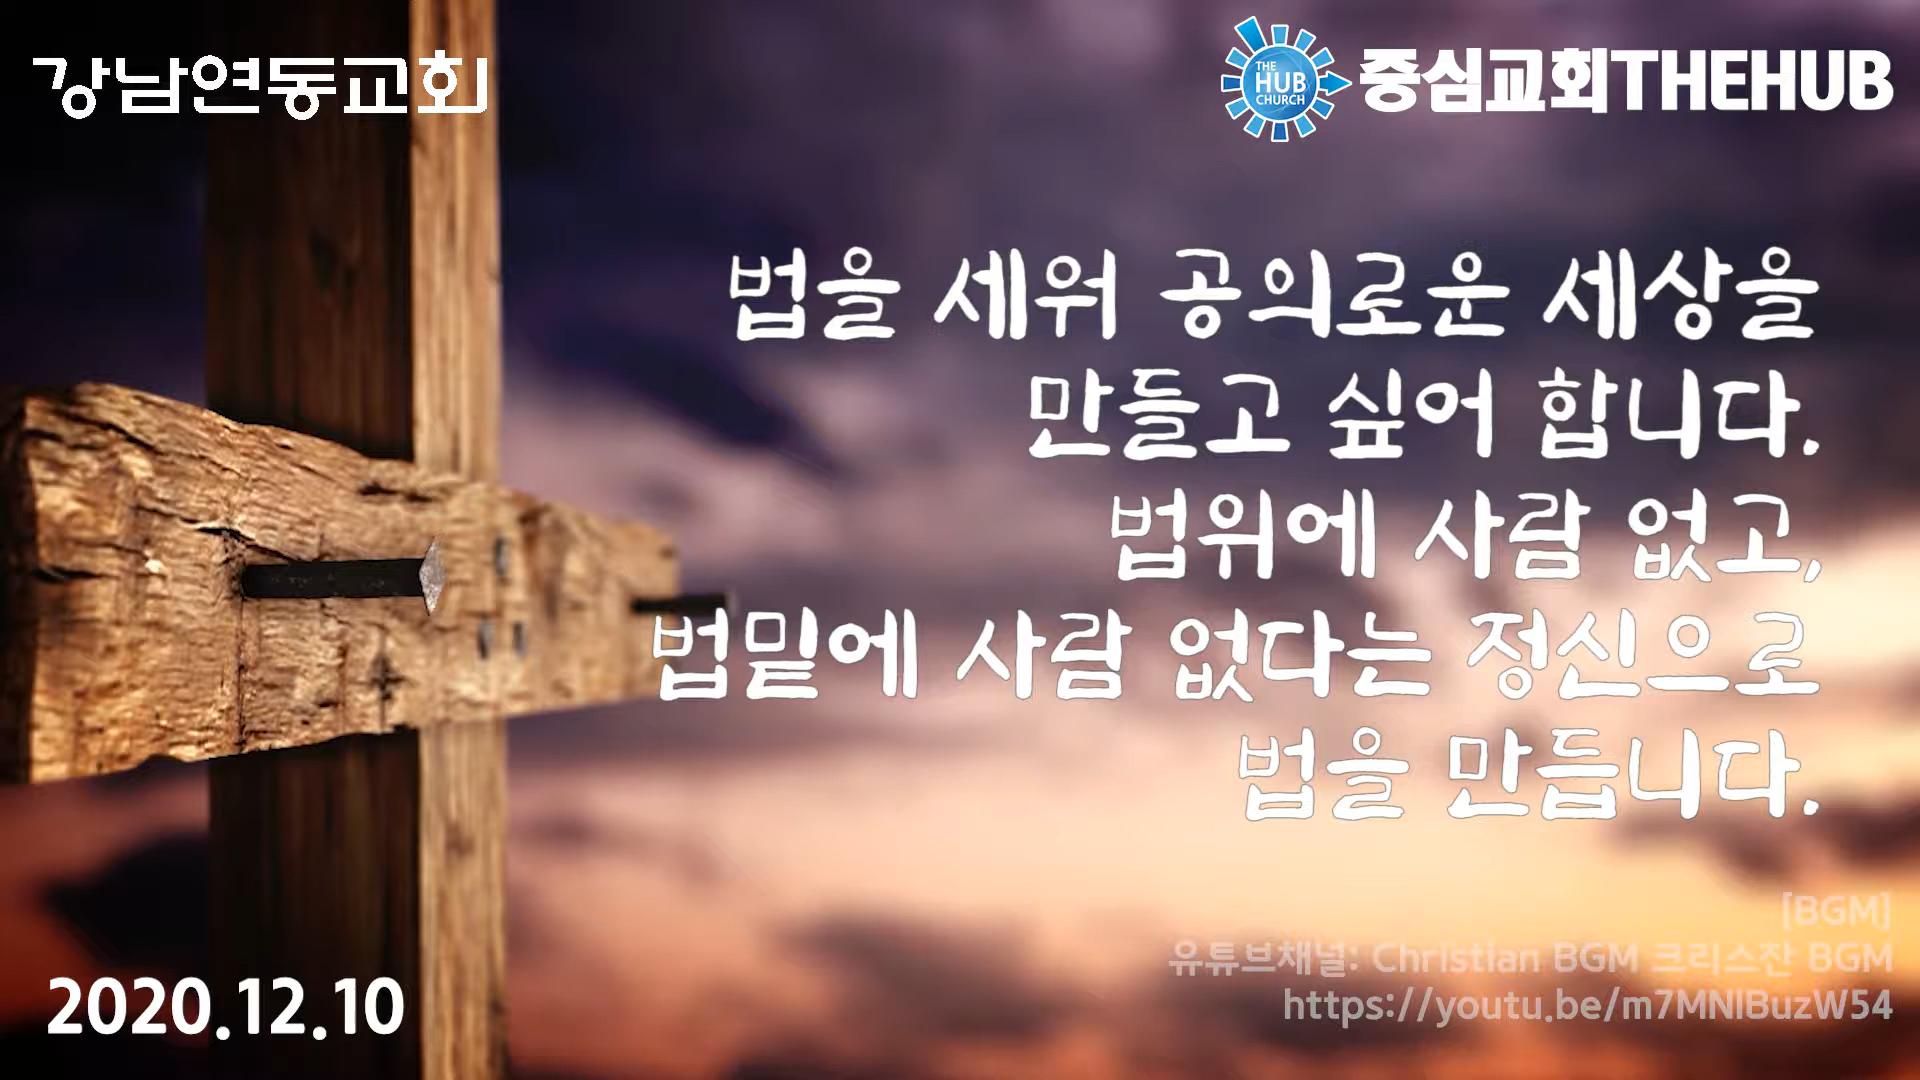 강남연동교회
THE
HUB
CHURCH
중심교회THEHUB
법을 세워 공의로운 세상을
만들고 싶어 합니다.
법위에 사람 없고,
법밑에 사람 없다는 정신으로
법을 만듭니다.
[BGM]
유튜브채널: Christian BGM 크리스찬 BGM
https://youtu.be/m7MNlBuzW54
2020.12.10